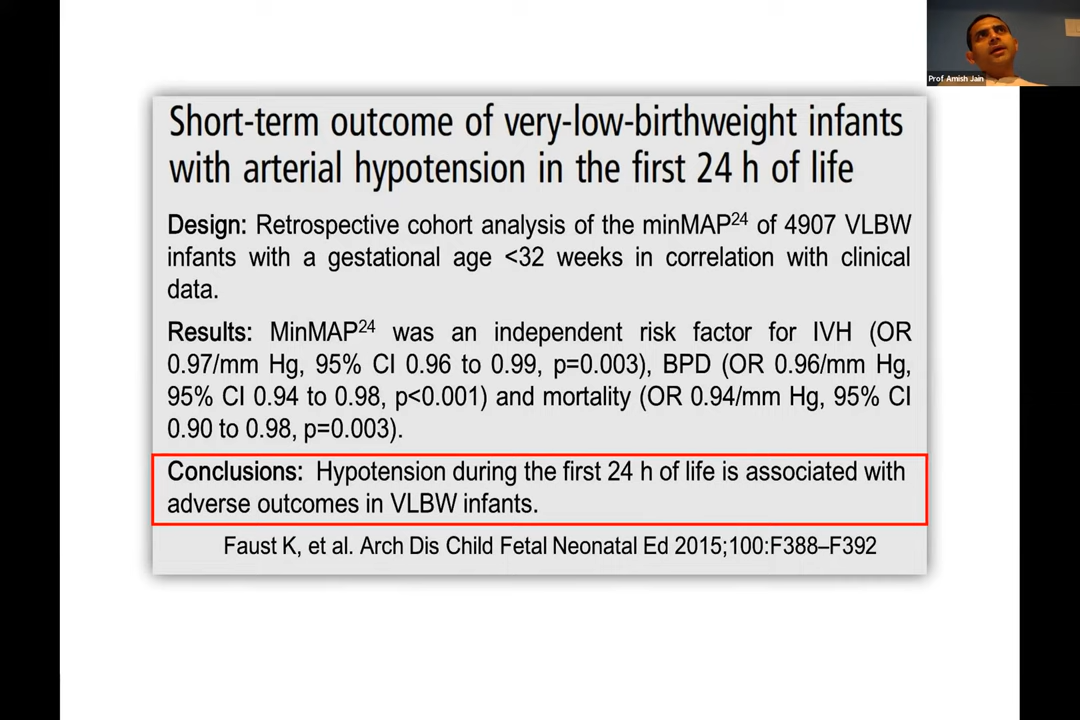 Prof. Amish Jain
Short-term outcome of very-low-birthweight infants
with arterial hypotension in the first 24 h of life
Design: Retrospective cohort analysis of the minMAP²⁴ of 4907 VLBW
infants with a gestational age <32 weeks in correlation with clinical
data.
Results: MinMAP²⁴ was an independent risk factor for IVH (OR
0.97/mm Hg, 95% CI 0.96 to 0.99, p=0.003), BPD (OR 0.96/mm Hg,
95% CI 0.94 to 0.98, p<0.001) and mortality (OR 0.94/mm Hg, 95% CI
0.90 to 0.98, p=0.003).
Conclusions: Hypotension during the first 24 h of life is associated with
adverse outcomes in VLBW infants.
Faust K, et al. Arch Dis Child Fetal Neonatal Ed 2015;100:F388–F392